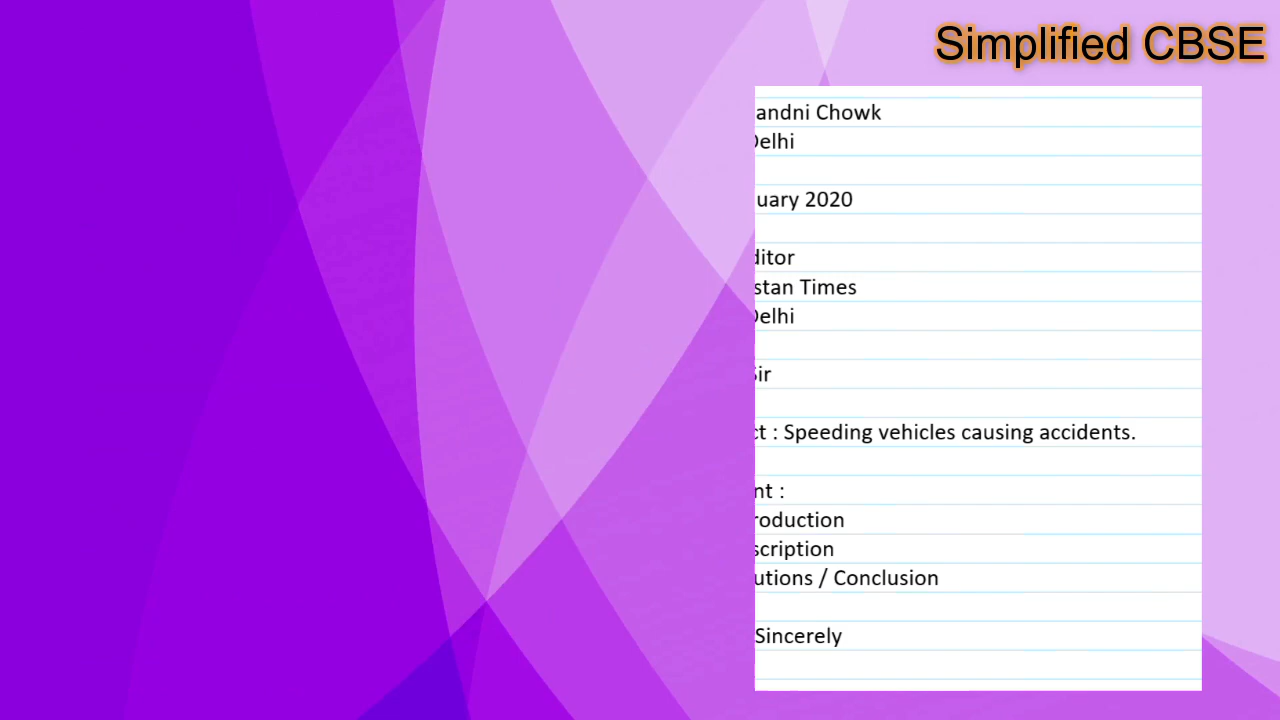 Simplified CBSE
andni Chowk
Delhi
uary 2020
ditor
stan Times
Delhi
Sir
ct : Speeding vehicles causing accidents.
nt :
roduction
scription
utions / Conclusion
Sincerely